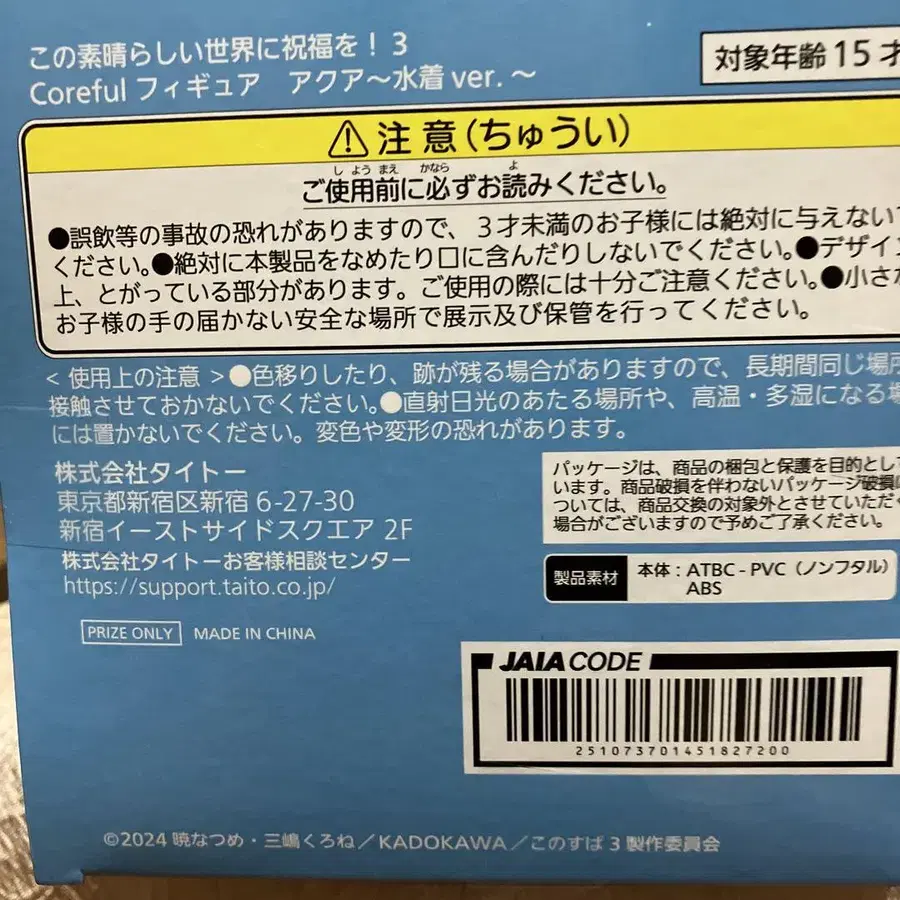 この素晴らしい世界に祝福を！3
Coreful フィギュア アクア～水着 ver.～
対象年齢 15 才
⚠ 注意（ちゅうい）
しようまえ かなら よ
ご使用前に必ずお読みください。
●誤飲等の事故の恐れがありますので、３才未満のお子様には絶対に与えない
ください。●絶対に本製品をなめたり口に含んだりしないでください。●デザイン
上、とがっている部分があります。ご使用の際には十分ご注意ください。●小さな
お子様の手の届かない安全な場所で展示及び保管を行ってください。
< 使用上の注意 >●色移りしたり、跡が残る場合がありますので、長期間同じ場所
接触させておかないでください。●直射日光のあたる場所や、高温・多湿になる場
には置かないでください。変色や変形の恐れがあります。
株式会社タイトー
東京都新宿区新宿 6-27-30
新宿イーストサイドスクエア 2F
株式会社タイトーお客様相談センター
https://support.taito.co.jp/
PRIZE ONLY MADE IN CHINA
パッケージは、商品の梱包と保護を目的とし
います。商品破損を伴わないパッケージ破損
ついては、商品交換の対象外とさせていただ
場合がございますので予めご了承ください。
製品素材 本体：ATBC-PVC（ノンフタル）
ABS
JAIA CODE
251073701451827200
©2024 暁なつめ・三嶋くろね／KADOKAWA／このすば３製作委員会